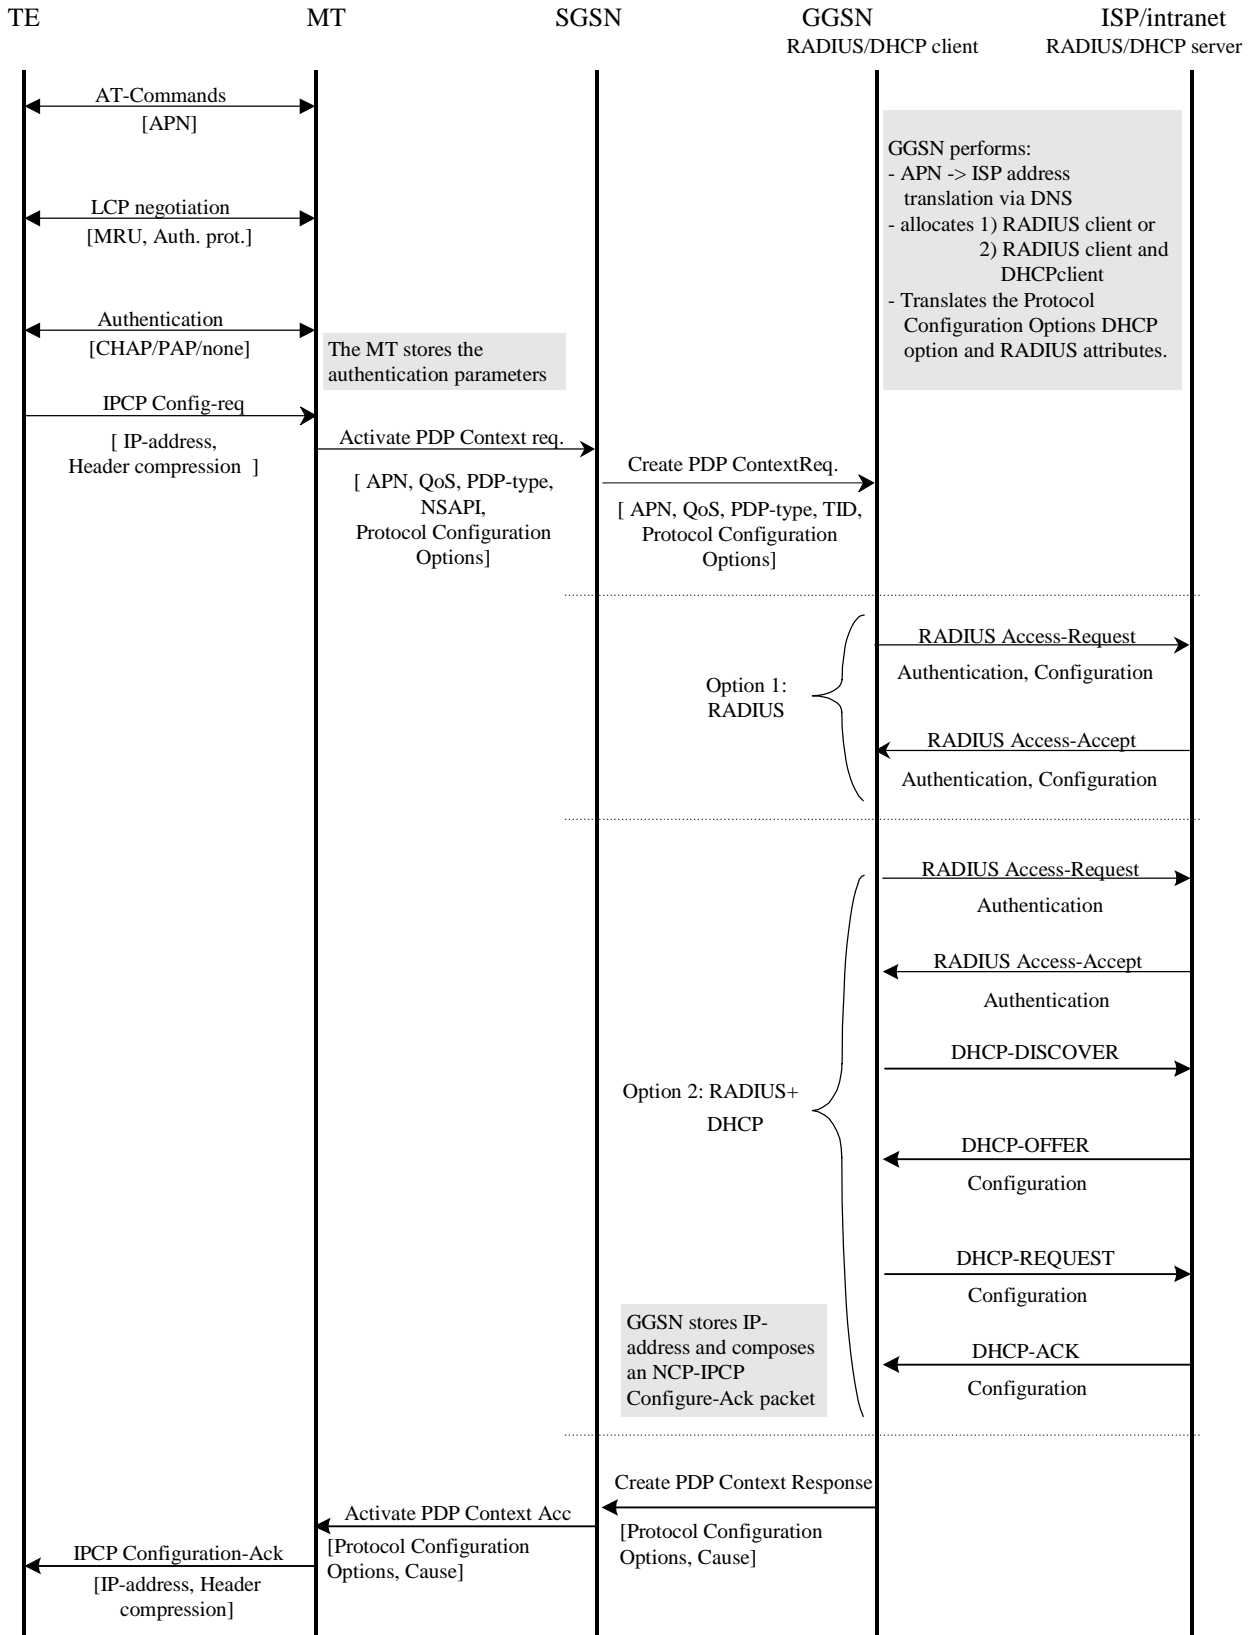 TE
MT
SGSN
GGSN
ISP/intranet
RADIUS/DHCP client
RADIUS/DHCP server
AT-Commands
[APN]
GGSN performs:
- APN -> ISP address
translation via DNS
- allocates 1) RADIUS client or
2) RADIUS client and
DHCPclient
- Translates the Protocol
Configuration Options DHCP
option and RADIUS attributes.
LCP negotiation
[MRU, Auth. prot.]
Authentication
[CHAP/PAP/none]
The MT stores the
authentication parameters
IPCP Config-req
[ IP-address,
Header compression ]
Activate PDP Context req.
[ APN, QoS, PDP-type,
NSAPI,
Protocol Configuration
Options]
Create PDP ContextReq.
[ APN, QoS, PDP-type, TID,
Protocol Configuration
Options]
Option 1:
RADIUS
RADIUS Access-Request
Authentication, Configuration
RADIUS Access-Accept
Authentication, Configuration
Option 2: RADIUS+
DHCP
RADIUS Access-Request
Authentication
RADIUS Access-Accept
Authentication
DHCP-DISCOVER
DHCP-OFFER
Configuration
DHCP-REQUEST
Configuration
DHCP-ACK
Configuration
GGSN stores IP-
address and composes
an NCP-IPCP
Configure-Ack packet
Create PDP Context Response
[Protocol Configuration
Options, Cause]
Activate PDP Context Acc
[Protocol Configuration
Options, Cause]
IPCP Configuration-Ack
[IP-address, Header
compression]